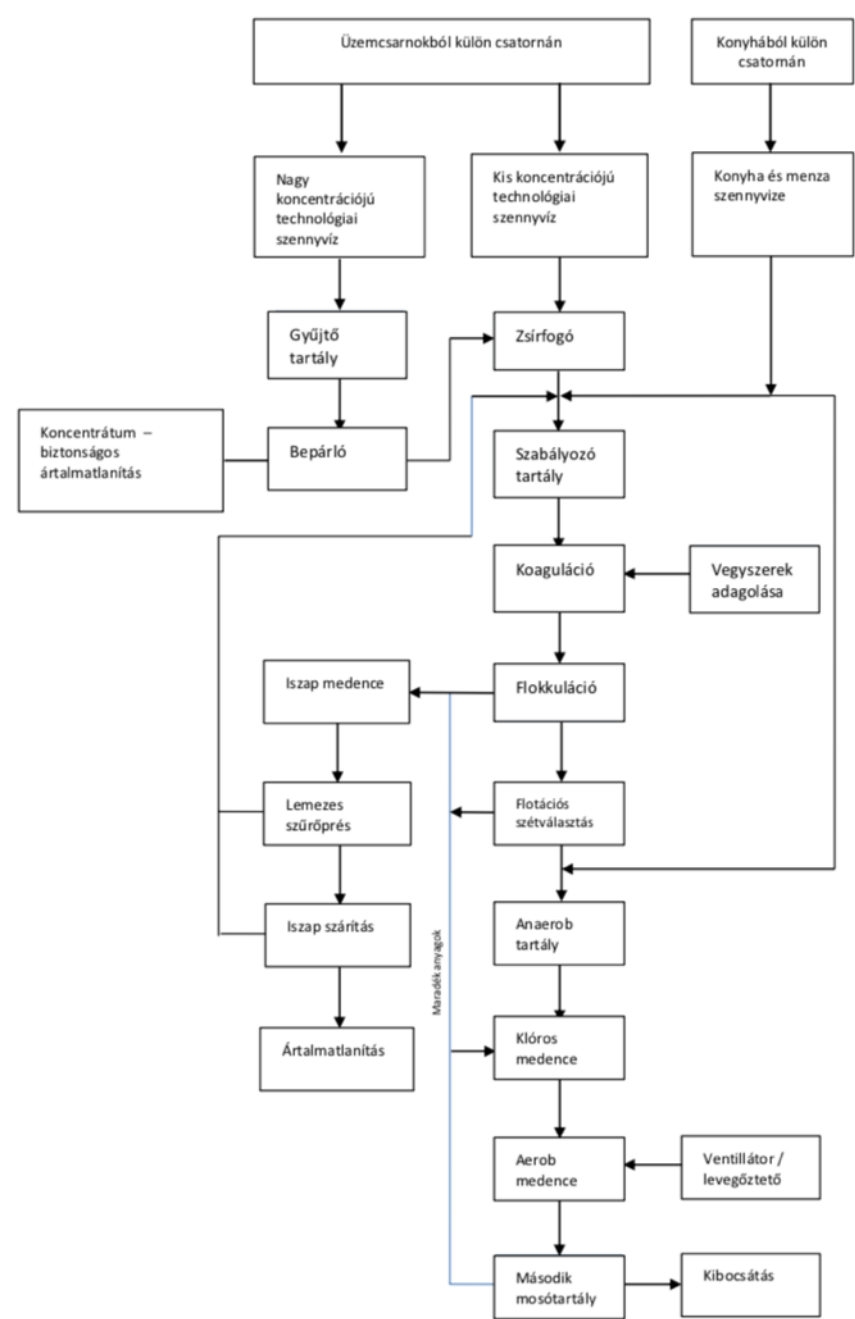 Üzemcsarnokból külön csatornán
Konyhából külön
csatornán
Nagy
koncentrációjú
technológiai
szennyvíz
Kis koncentrációjú
technológiai
szennyvíz
Konyha és menza
szennyvize
Gyűjtő
tartály
Zsírfogó
Koncentrátum –
biztonságos
ártalmatlanítás
Bepárló
Szabályozó
tartály
Koaguláció
Vegyszerek
adagolása
Iszap medence
Flokkuláció
Lemezes
szűrőprés
Flotációs
szétválasztás
Iszap szárítás
Anaerob
tartály
Maradék anyagok
Ártalmatlanítás
Klóros
medence
Aerob
medence
Ventillátor /
levegőztető
Második
mosótartály
Kibocsátás